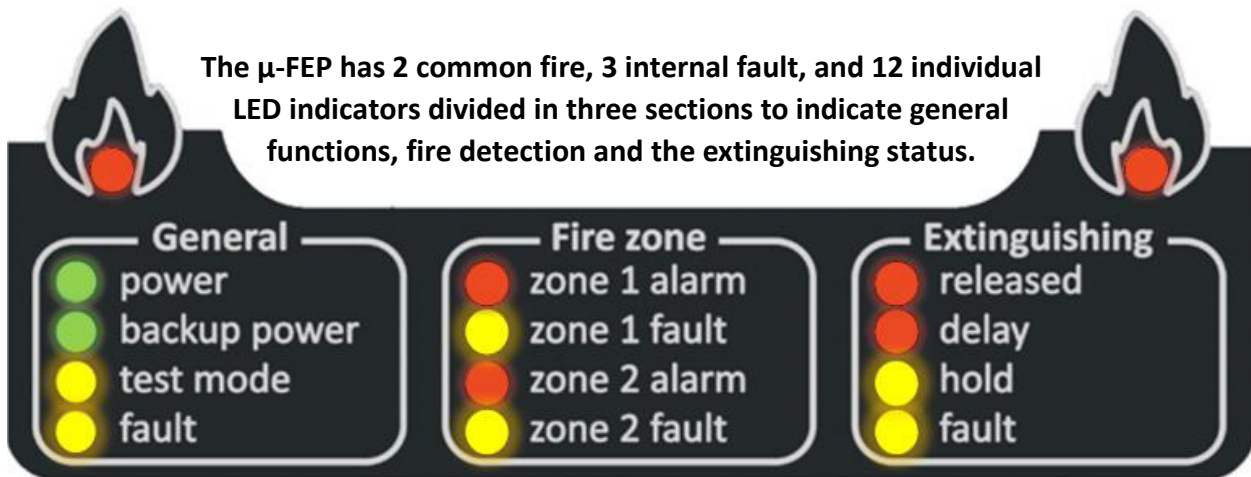 The μ-FEP has 2 common fire, 3 internal fault, and 12 individual
LED indicators divided in three sections to indicate general
functions, fire detection and the extinguishing status.
General
power
backup power
test mode
fault
Fire zone
zone 1 alarm
zone 1 fault
zone 2 alarm
zone 2 fault
Extinguishing
released
delay
hold
fault